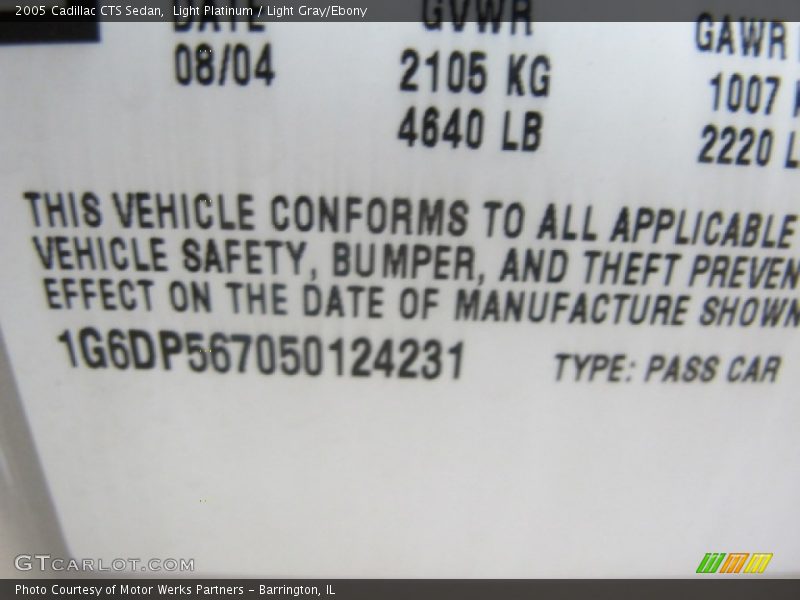 2005 Cadillac CTS Sedan, Light Platinum / Light Gray/Ebony
DATE GVWR GAWR
08/04 2105 KG 1007
4640 LB 2220 L
THIS VEHICLE CONFORMS TO ALL APPLICABLE
VEHICLE SAFETY, BUMPER, AND THEFT PREVEN
EFFECT ON THE DATE OF MANUFACTURE SHOWN
1G6DP567050124231 TYPE: PASS CAR
GTCARLOT.COM
Photo Courtesy of Motor Werks Partners - Barrington, IL